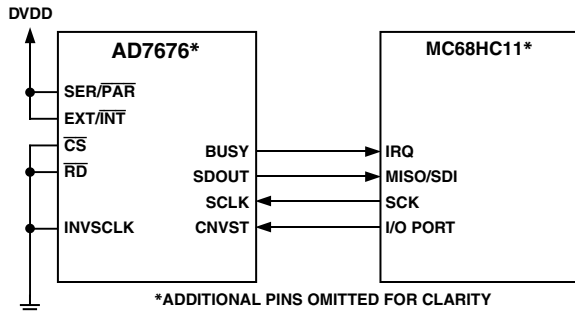 DVDD
AD7676*
MC68HC11*
SER/PAR
EXT/INT
CS
RD
INVSCLK
BUSY
SDOUT
SCLK
CNVST
IRQ
MISO/SDI
SCK
I/O PORT
*ADDITIONAL PINS OMITTED FOR CLARITY